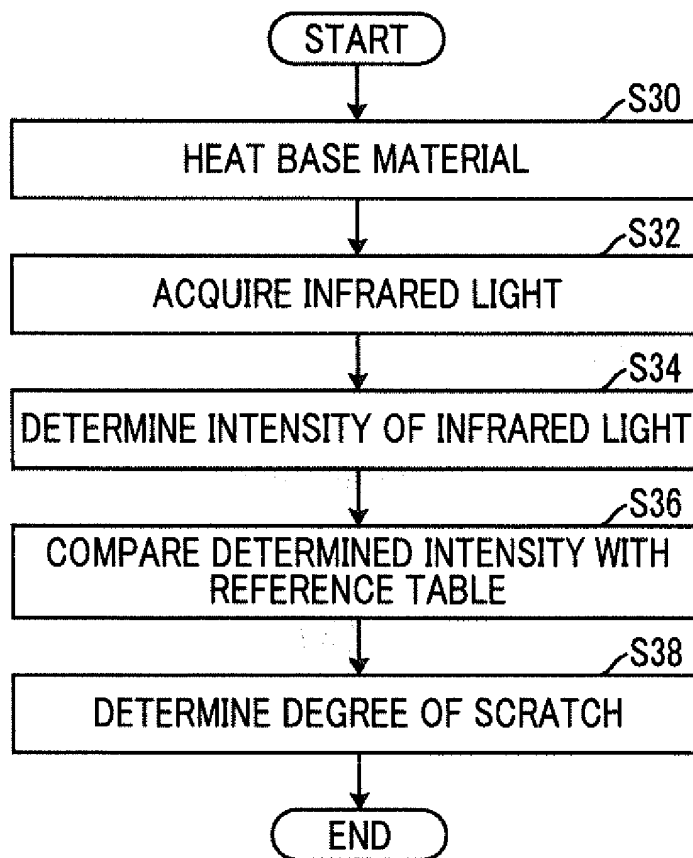 START
S30
HEAT BASE MATERIAL
S32
ACQUIRE INFRARED LIGHT
S34
DETERMINE INTENSITY OF INFRARED LIGHT
S36
COMPARE DETERMINED INTENSITY WITH
REFERENCE TABLE
S38
DETERMINE DEGREE OF SCRATCH
END